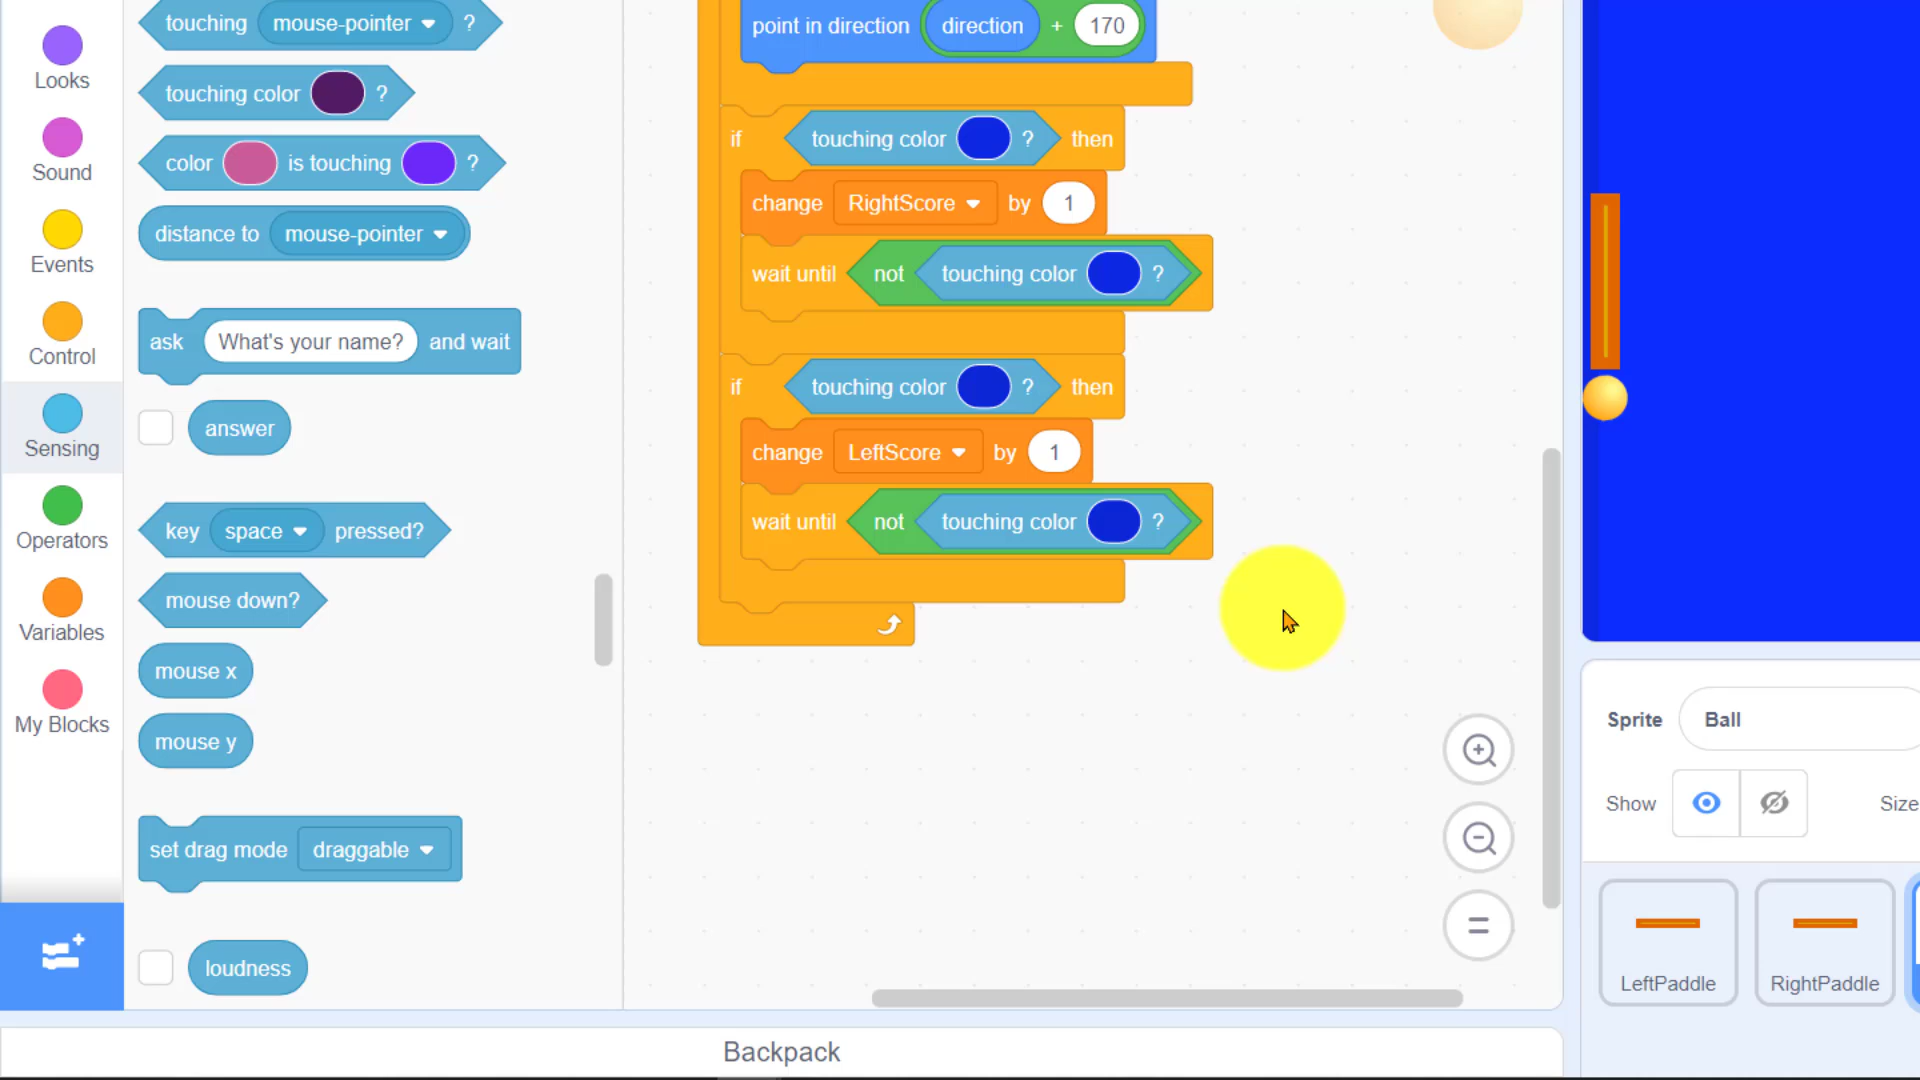 Looks
Sound
Events
Control
Sensing
Operators
Variables
My Blocks
touching mouse-pointer ?
touching color ?
color is touching ?
distance to mouse-pointer
ask What's your name? and wait
answer
key space pressed?
mouse down?
mouse x
mouse y
set drag mode draggable
loudness
point in direction direction + 170
if touching color ? then
change RightScore by 1
wait until not touching color ?
if touching color ? then
change LeftScore by 1
wait until not touching color ?
Sprite Ball
Show Size
LeftPaddle RightPaddle
Backpack